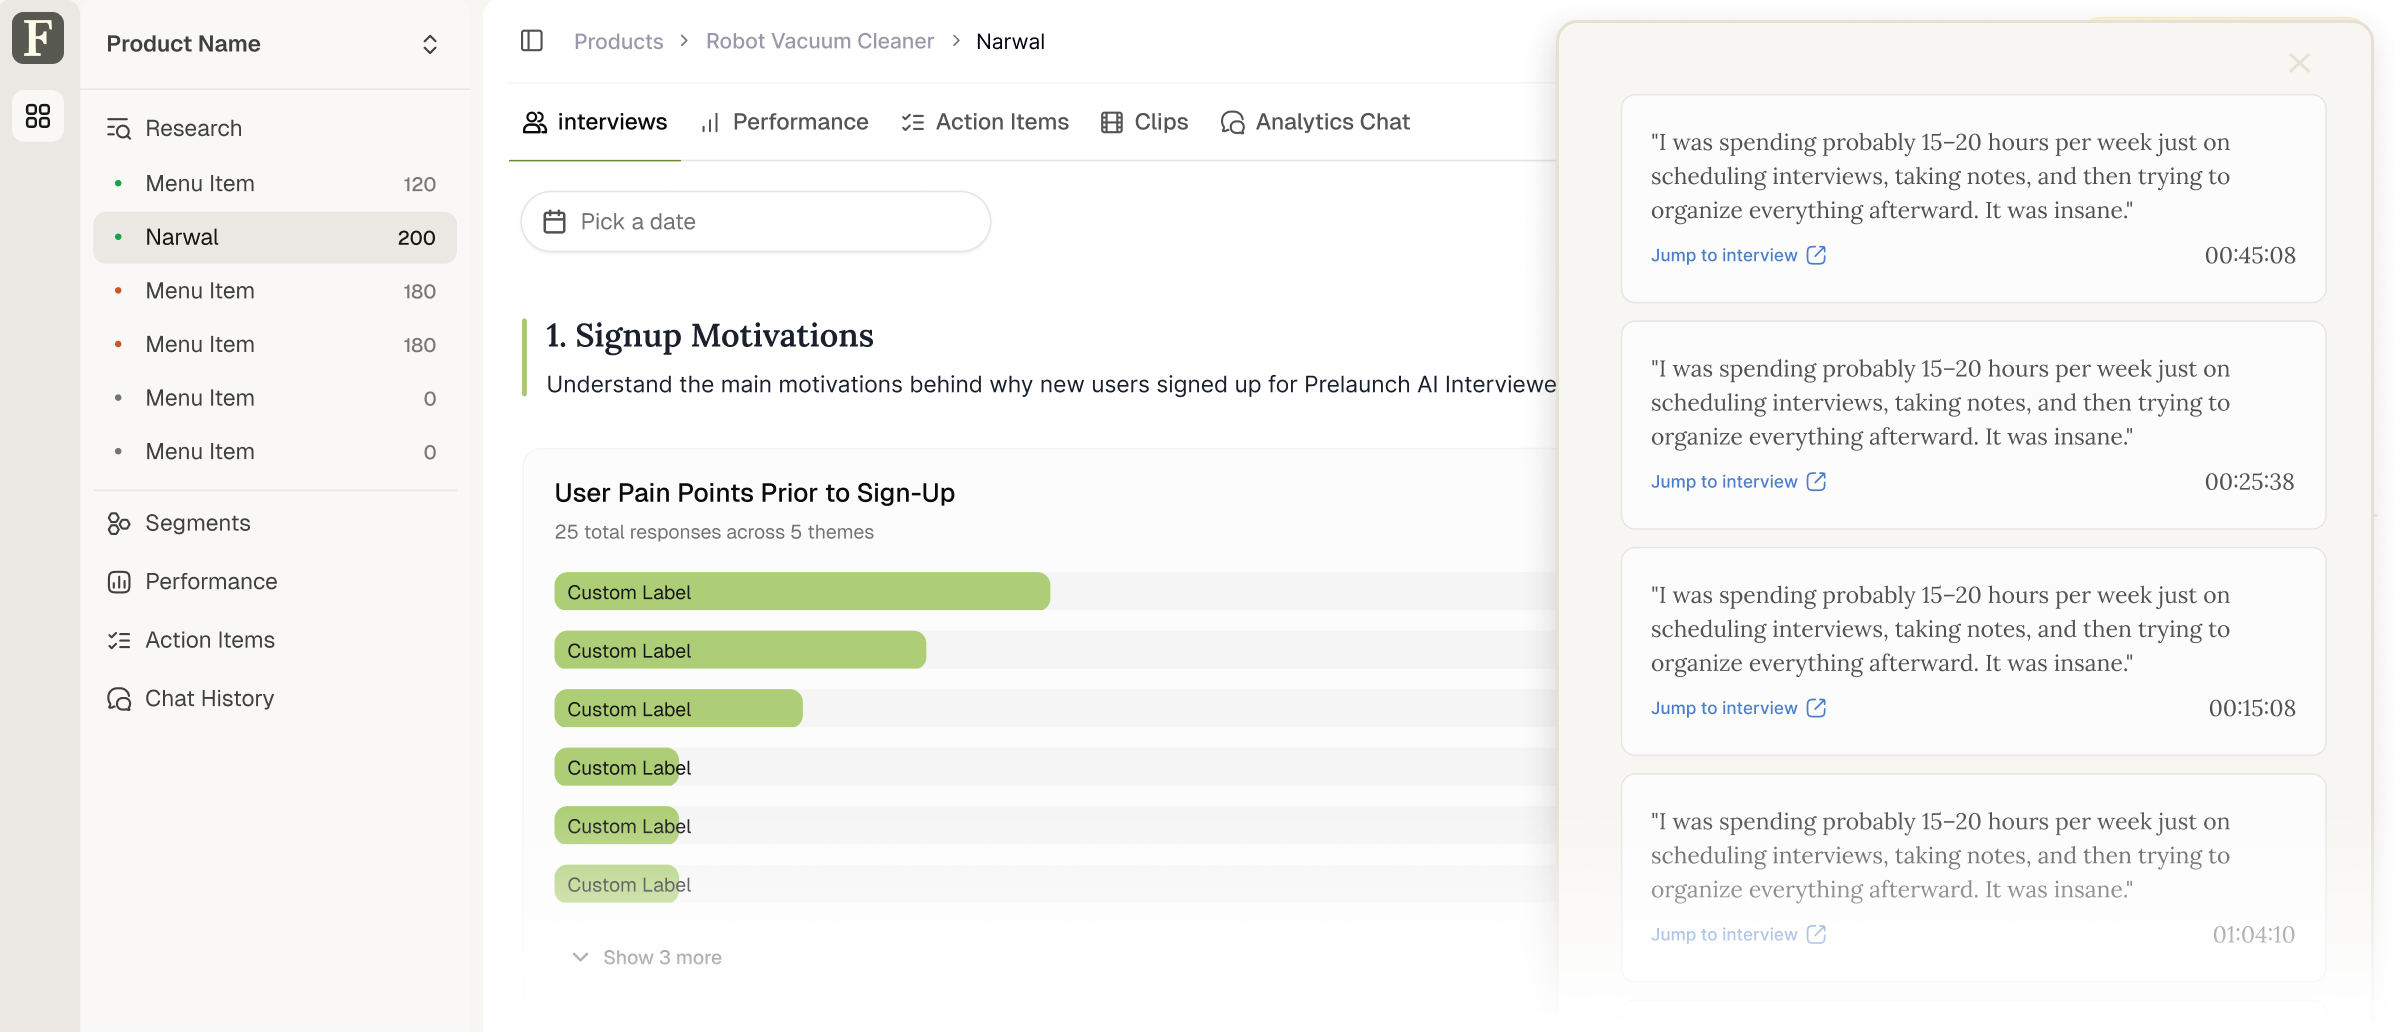 F
Product Name
Research
Menu Item 120
Narwal 200
Menu Item 180
Menu Item 180
Menu Item 0
Menu Item 0
Segments
Performance
Action Items
Chat History
Products > Robot Vacuum Cleaner > Narwal
interviews Performance Action Items Clips Analytics Chat
Pick a date
1. Signup Motivations
Understand the main motivations behind why new users signed up for Prelaunch AI Interviewe
User Pain Points Prior to Sign-Up
25 total responses across 5 themes
Custom Label
Custom Label
Custom Label
Custom Label
Custom Label
Custom Label
Show 3 more
"I was spending probably 15–20 hours per week just on
scheduling interviews, taking notes, and then trying to
organize everything afterward. It was insane."
Jump to interview 00:45:08
"I was spending probably 15–20 hours per week just on
scheduling interviews, taking notes, and then trying to
organize everything afterward. It was insane."
Jump to interview 00:25:38
"I was spending probably 15–20 hours per week just on
scheduling interviews, taking notes, and then trying to
organize everything afterward. It was insane."
Jump to interview 00:15:08
"I was spending probably 15–20 hours per week just on
scheduling interviews, taking notes, and then trying to
organize everything afterward. It was insane."
Jump to interview 01:04:10